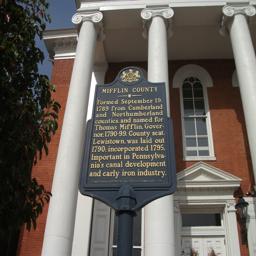 MIFFLIN COUNTY
Formed September 19,
1789 from Cumberland
and Northumberland
counties and named for
Thomas Mifflin, Gover-
nor, 1790-99. County seat,
Lewistown, was laid out
1790; incorporated 1795.
Important in Pennsylva-
nia's canal development
and early iron industry.